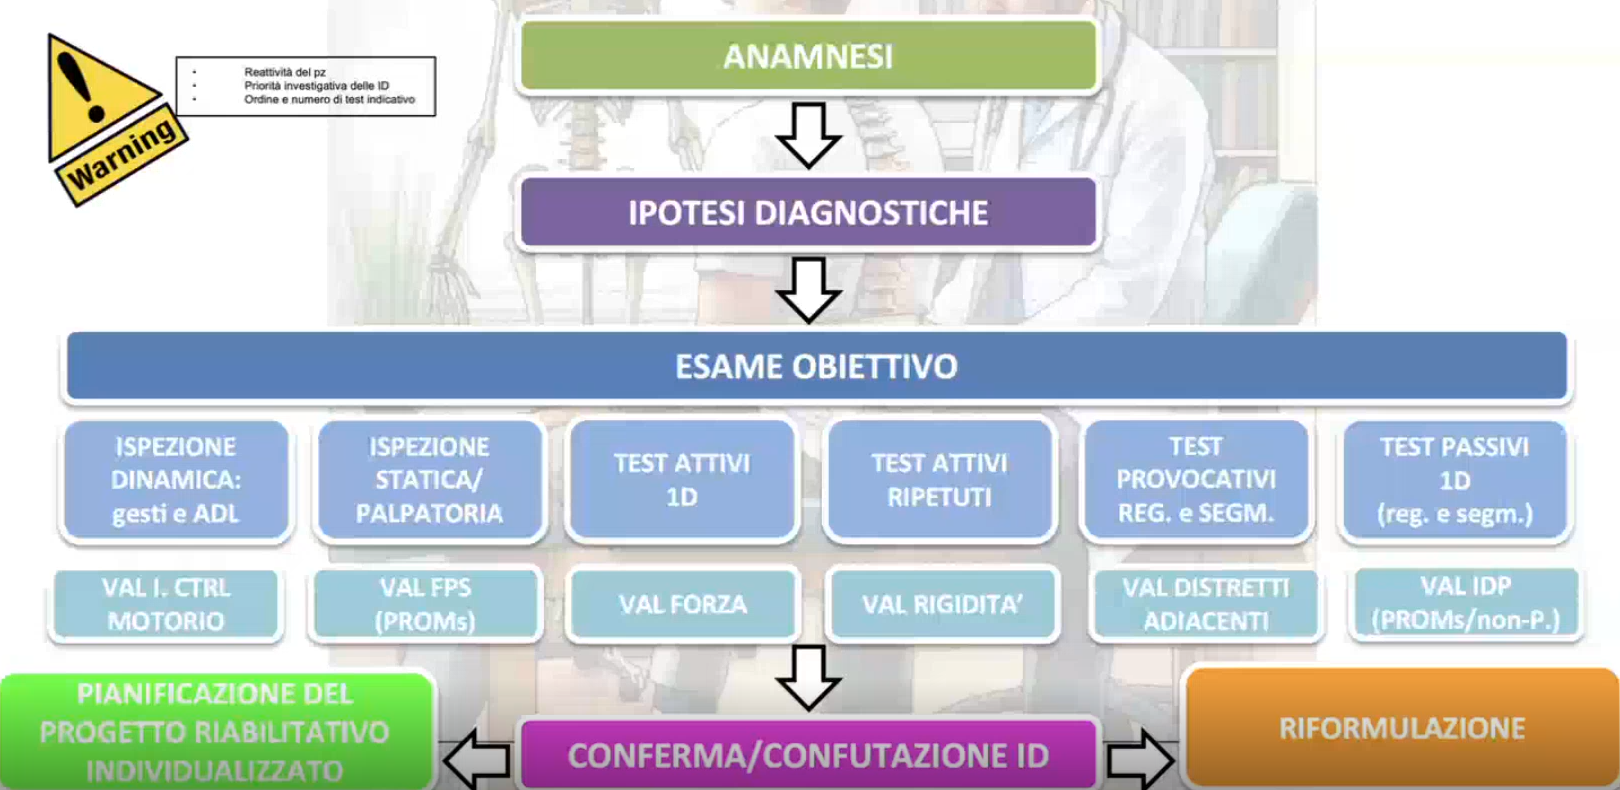 ANAMNESI
Warning
Reattività del pz
Priorità investigativa delle ID
Ordine e numero di test indicativo
IPOTESI DIAGNOSTICHE
ESAME OBIETTIVO
ISPEZIONE
DINAMICA:
gesti e ADL
ISPEZIONE
STATICA/
PALPATORIA
TEST ATTIVI
1D
TEST ATTIVI
RIPETUTI
TEST
PROVOCATIVI
REG. e SEGM.
TEST PASSIVI
1D
(reg. e segm.)
VAL I. CTRL
MOTORIO
VAL FPS
(PROMs)
VAL FORZA
VAL RIGIDITA’
VAL DISTRETTI
ADIACENTI
VAL IDP
(PROMs/non-P.)
PIANIFICAZIONE DEL
PROGETTO RIABILITATIVO
INDIVIDUALIZZATO
CONFERMA/CONFUTAZIONE ID
RIFORMULAZIONE